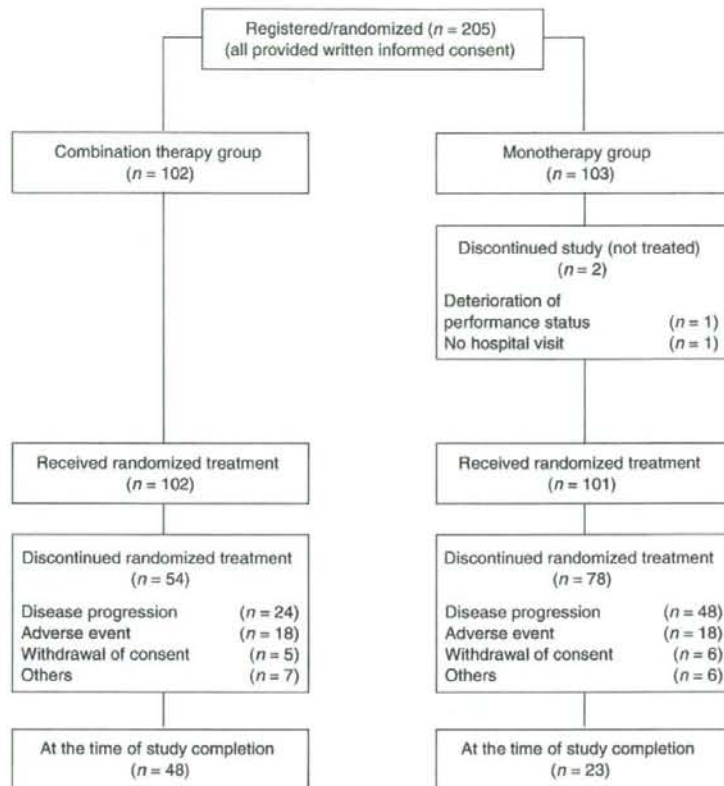 Registered/randomized (n = 205)
(all provided written informed consent)
Combination therapy group
(n = 102)
Monotherapy group
(n = 103)
Discontinued study (not treated)
(n = 2)
Deterioration of
performance status (n = 1)
No hospital visit (n = 1)
Received randomized treatment
(n = 102)
Received randomized treatment
(n = 101)
Discontinued randomized treatment
(n = 54)
Disease progression (n = 24)
Adverse event (n = 18)
Withdrawal of consent (n = 5)
Others (n = 7)
Discontinued randomized treatment
(n = 78)
Disease progression (n = 48)
Adverse event (n = 18)
Withdrawal of consent (n = 6)
Others (n = 6)
At the time of study completion
(n = 48)
At the time of study completion
(n = 23)